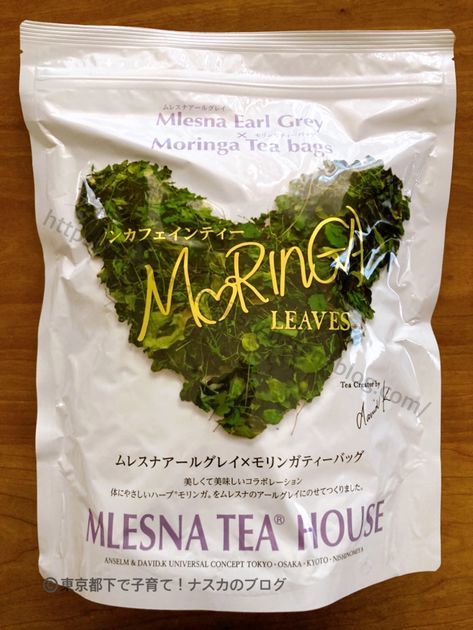 ムレスナアールグレイ
Mlesna Earl Grey
×
モリンガティーバッグ
Moringa Tea bags
ノンカフェインティー
MORINGA
LEAVES
Tea Created by
ムレスナアールグレイ×モリンガティーバッグ
美しくて美味しいコラボレーション
体にやさしいハーブ“モリンガ”をムレスナのアールグレイにのせてつくりました。
MLESNA TEA® HOUSE
ANSELM & DAVID.K UNIVERSAL CONCEPT TOKYO・OSAKA・KYOTO・NISHINOMIYA
©東京都下で子育て！ナスカのブログ